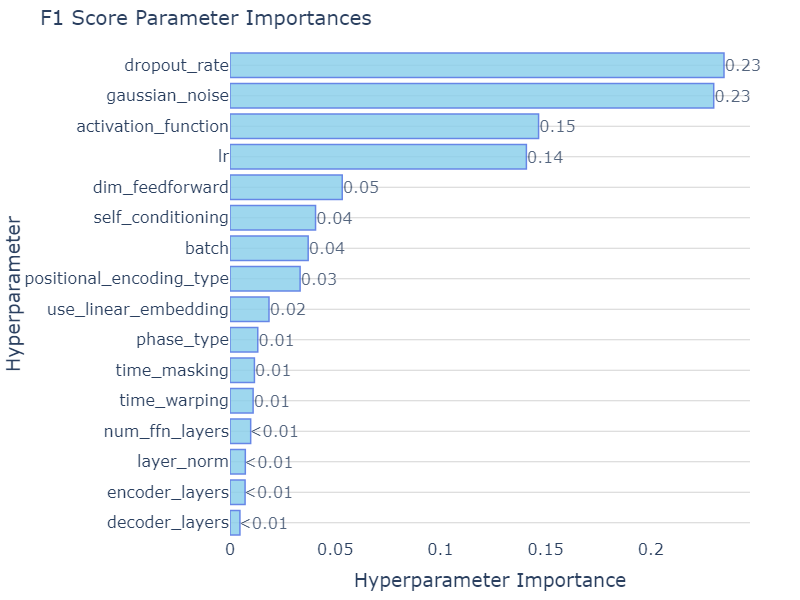 F1 Score Parameter Importances
dropout_rate 0.23
gaussian_noise 0.23
activation_function 0.15
lr 0.14
dim_feedforward 0.05
self_conditioning 0.04
batch 0.04
positional_encoding_type 0.03
use_linear_embedding 0.02
phase_type 0.01
time_masking 0.01
time_warping 0.01
num_ffn_layers <0.01
layer_norm <0.01
encoder_layers <0.01
decoder_layers <0.01
0 0.05 0.1 0.15 0.2
Hyperparameter Importance
Hyperparameter